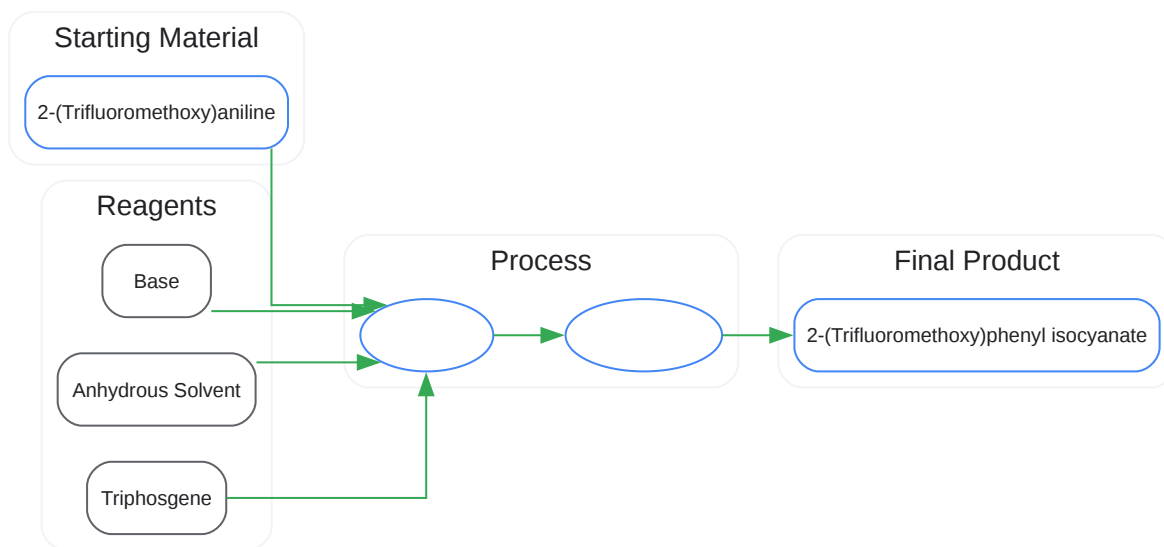 Starting Material
2-(Trifluoromethoxy)aniline
Reagents
Base
Anhydrous Solvent
Triphosgene
Process
Final Product
2-(Trifluoromethoxy)phenyl isocyanate